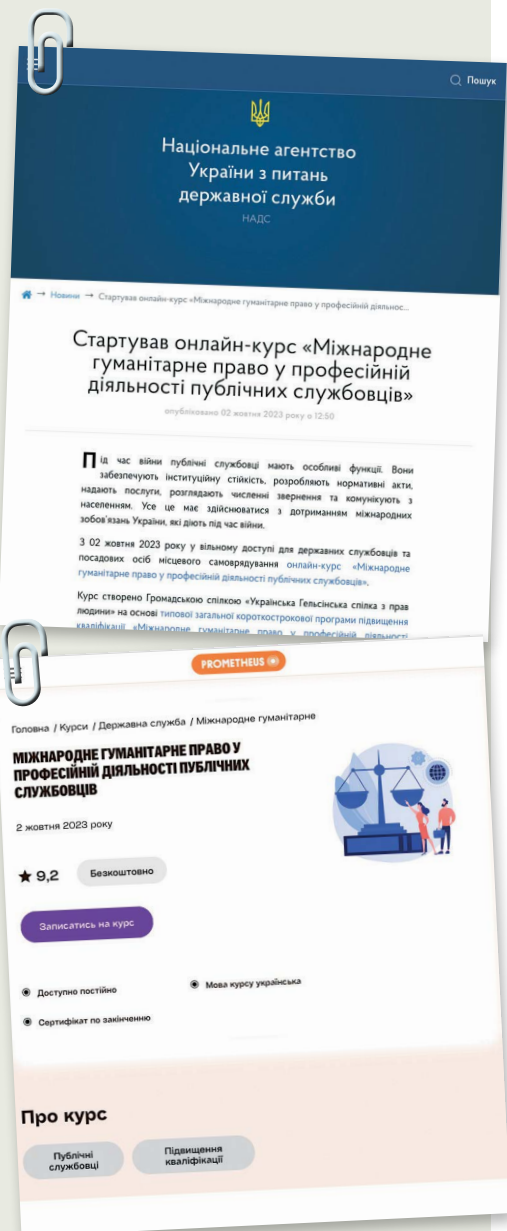 Пошук
Національне агентство
України з питань
державної служби
НАДС
→ Новини → Стартував онлайн-курс «Міжнародне гуманітарне право у професійній діяльнос...
Стартував онлайн-курс «Міжнародне
гуманітарне право у професійній
діяльності публічних службовців»
опубліковано 02 жовтня 2023 року о 12:50
Під час війни публічні службовці мають особливі функції. Вони
забезпечують інституційну стійкість, розробляють нормативні акти,
надають послуги, розглядають численні звернення та комунікують з
населенням. Усе це має здійснюватися з дотриманням міжнародних
зобов'язань України, які діють під час війни.
З 02 жовтня 2023 року у вільному доступі для державних службовців та
посадових осіб місцевого самоврядування онлайн-курс «Міжнародне
гуманітарне право у професійній діяльності публічних службовців».
Курс створено Громадською спілкою «Українська Гельсінська спілка з прав
людини» на основі типової загальної короткострокової програми підвищення
кваліфікації «Міжнародне гуманітарне право у професійній діяльності
PROMETHEUS
Головна / Курси / Державна служба / Міжнародне гуманітарне
МІЖНАРОДНЕ ГУМАНІТАРНЕ ПРАВО У
ПРОФЕСІЙНІЙ ДІЯЛЬНОСТІ ПУБЛІЧНИХ
СЛУЖБОВЦІВ
2 жовтня 2023 року
★ 9,2 Безкоштовно
Записатись на курс
Доступно постійно
Мова курсу українська
Сертифікат по закінченню
Про курс
Публічні
службовці
Підвищення
кваліфікації